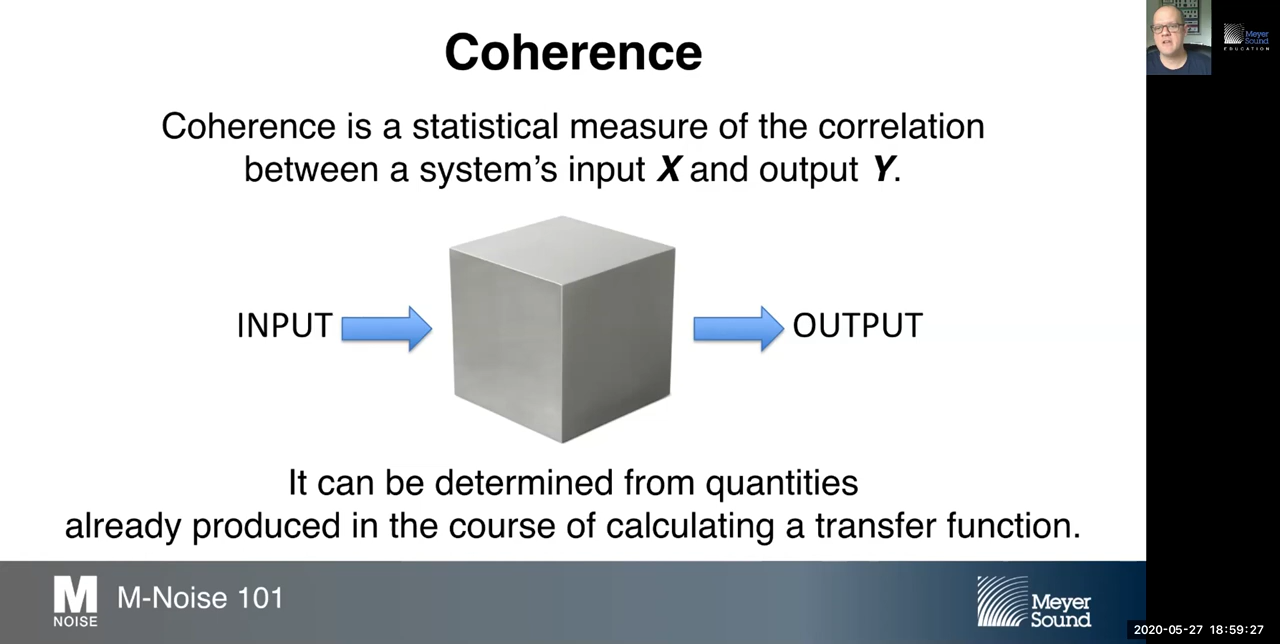 Coherence
Coherence is a statistical measure of the correlation
between a system’s input X and output Y.
INPUT
OUTPUT
It can be determined from quantities
already produced in the course of calculating a transfer function.
M
NOISE
M-Noise 101
Meyer
Sound
Meyer
Sound
EDUCATION
2020-05-27 18:59:27